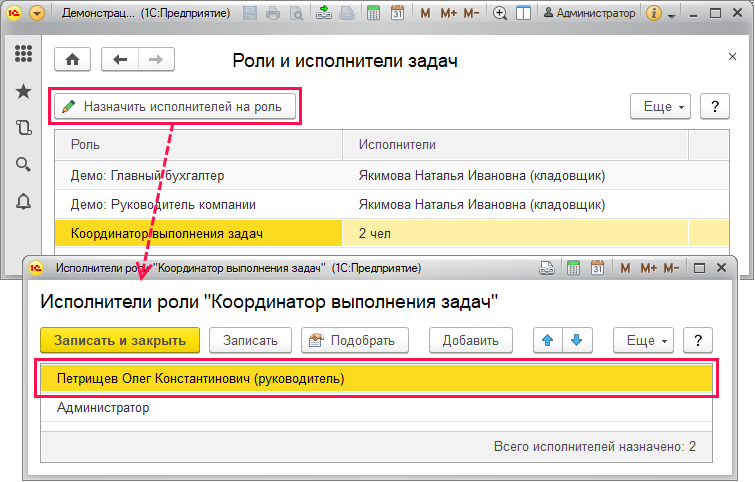 Демонстрац... (1С:Предприятие) M M+ M- Администратор
Роли и исполнители задач
Назначить исполнителей на роль Еще ?
Роль Исполнители
Демо: Главный бухгалтер Якимова Наталья Ивановна (кладовщик)
Демо: Руководитель компании Якимова Наталья Ивановна (кладовщик)
Координатор выполнения задач 2 чел
Исполнители роли "Координатор выполнения задач" (1С:Предприятие) M M+ M-
Исполнители роли "Координатор выполнения задач"
Записать и закрыть Записать Подобрать Добавить Еще ?
Петрищев Олег Константинович (руководитель)
Администратор
Всего исполнителей назначено: 2